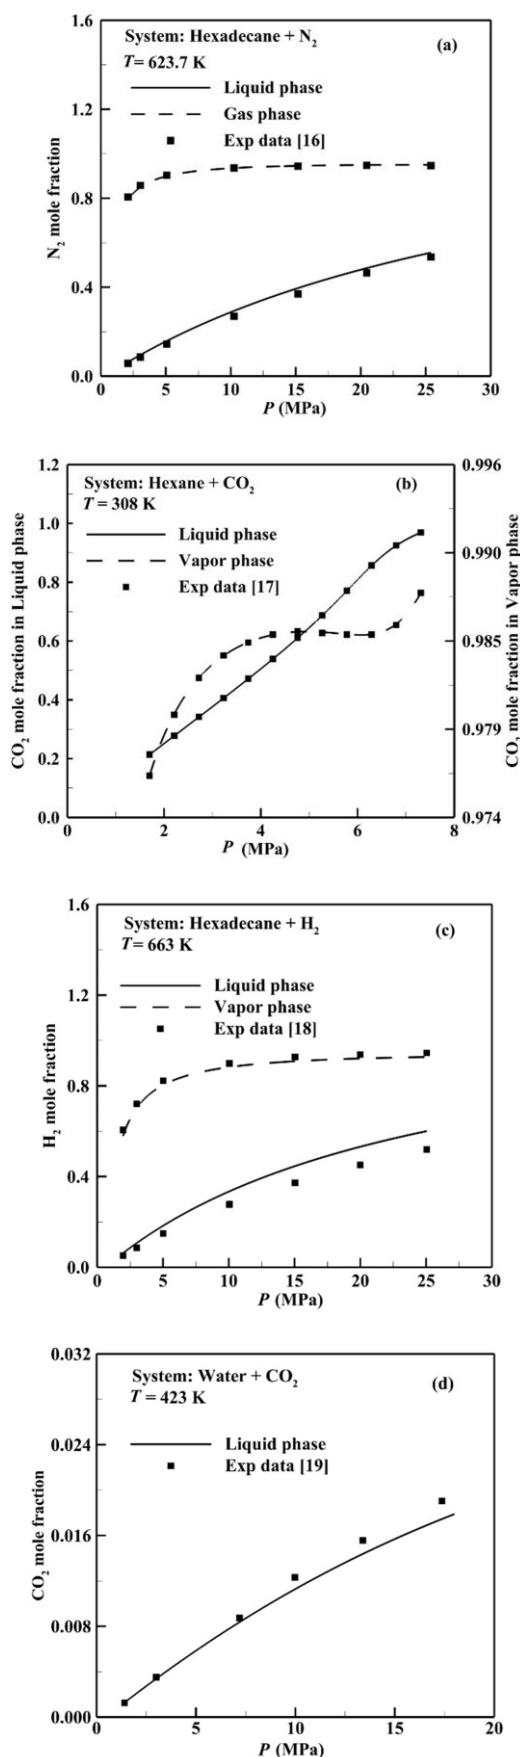 System: Hexadecane + N₂
(a)
T = 623.7 K
Liquid phase
Gas phase
Exp data [16]
N₂ mole fraction
1.6
1.2
0.8
0.4
0.0
0 5 10 15 20 25 30
P (MPa)
System: Hexane + CO₂
(b)
T = 308 K
Liquid phase
Vapor phase
Exp data [17]
CO₂ mole fraction in Liquid phase
1.2
1.0
0.8
0.6
0.4
0.2
0.0
0 2 4 6 8
P (MPa)
0.996
0.990
0.985
0.979
0.974
CO₂ mole fraction in Vapor phase
System: Hexadecane + H₂
(c)
T = 663 K
Liquid phase
Vapor phase
Exp data [18]
H₂ mole fraction
1.6
1.2
0.8
0.4
0.0
0 5 10 15 20 25 30
P (MPa)
System: Water + CO₂
(d)
T = 423 K
Liquid phase
Exp data [19]
CO₂ mole fraction
0.032
0.024
0.016
0.008
0.000
0 5 10 15 20
P (MPa)